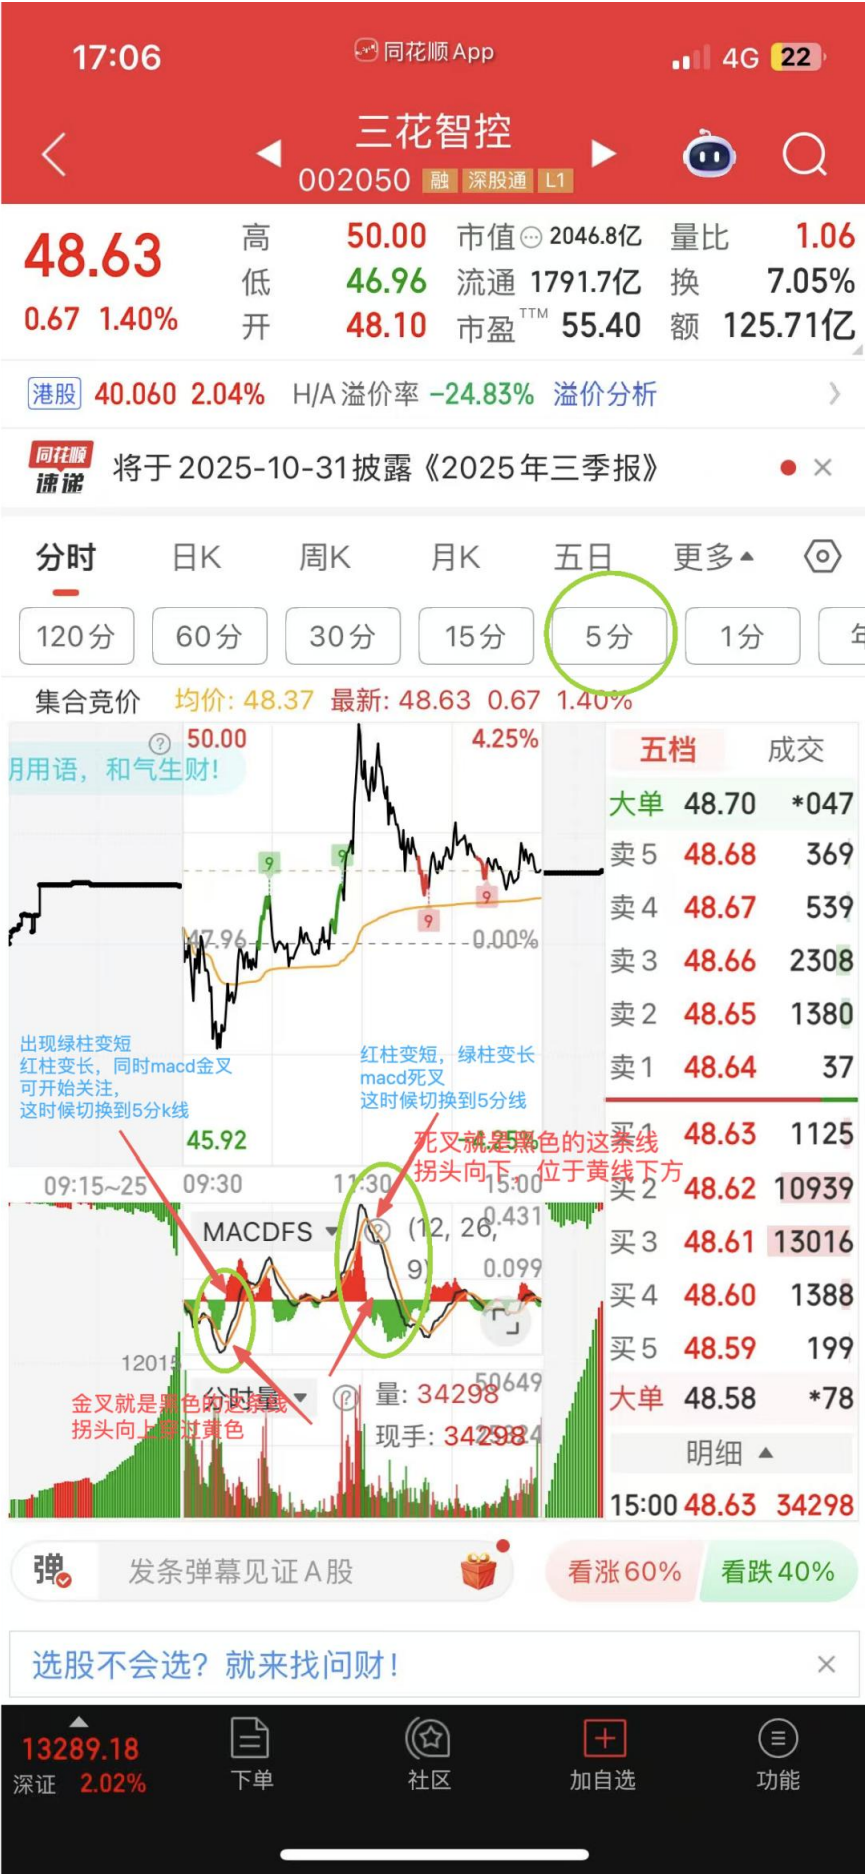 17:06
同花顺App
4G
22
三花智控
002050 融 深股通 L1
48.63
0.67 1.40%
高 50.00 市值 2046.8亿 量比 1.06
低 46.96 流通 1791.7亿 换 7.05%
开 48.10 市盈TTM 55.40 额 125.71亿
港股 40.060 2.04% H/A溢价率 -24.83% 溢价分析
同花顺
速递
将于2025-10-31披露《2025年三季报》
分时 日K 周K 月K 五日 更多
120分 60分 30分 15分 5分 1分 年
集合竞价 均价: 48.37 最新: 48.63 0.67 1.40%
用语，和气生财!
50.00 4.25%
9
9
9
9
47.96 0.00%
出现绿柱变短
红柱变长，同时macd金叉
可开始关注，
这时候切换到5分k线
红柱变短，绿柱变长
macd死叉
这时候切换到5分线
45.92 -4.25%
死叉就是黑色的这条线
拐头向下，位于黄线下方
09:15~25 09:30 11:30 15:00
MACDFS (12, 26, 9)
0.431
0.099
12015
金叉就是黑色的这条线
拐头向上穿过黄色
分时量 量: 34298
50649
现手: 34298
25324
五档 成交
大单 48.70 *047
卖5 48.68 369
卖4 48.67 539
卖3 48.66 2308
卖2 48.65 1380
卖1 48.64 37
买1 48.63 1125
买2 48.62 10939
买3 48.61 13016
买4 48.60 1388
买5 48.59 199
大单 48.58 *78
明细
15:00 48.63 34298
弹 发条弹幕见证A股
看涨60% 看跌40%
选股不会选？就来找问财！
13289.18
深证 2.02%
下单 社区 加自选 功能